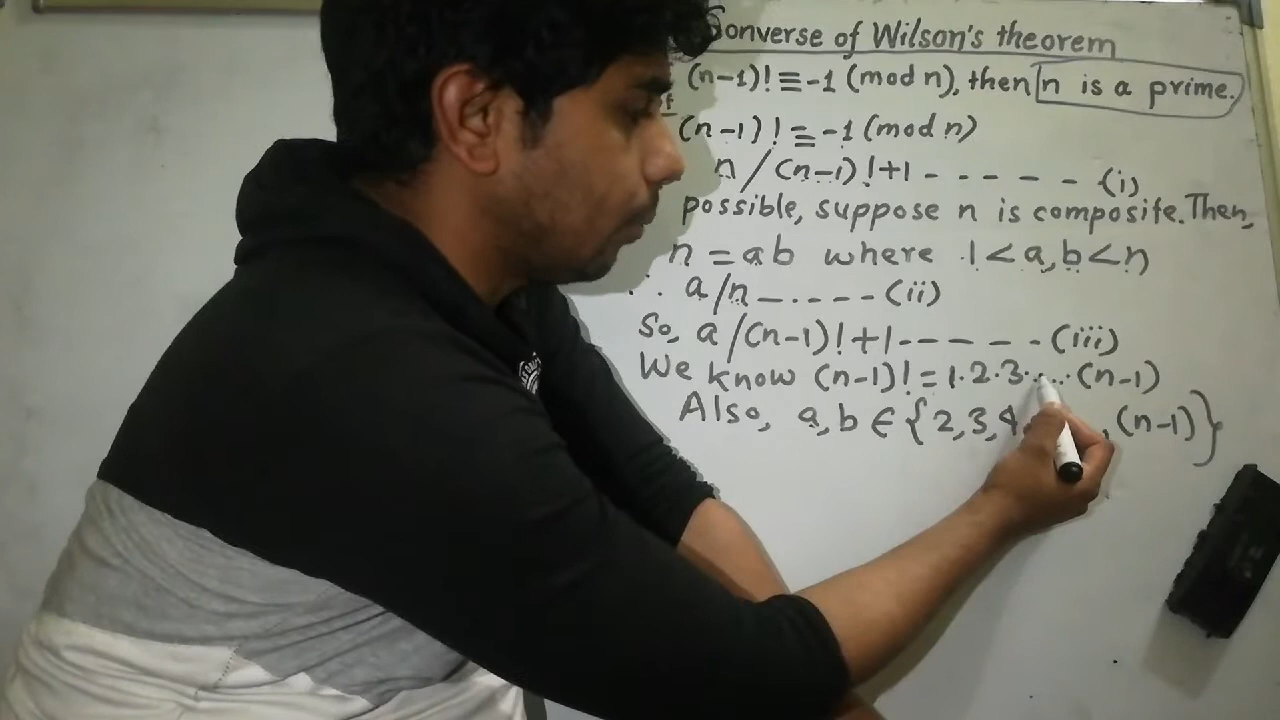 Converse of Wilson's theorem
(n-1)! ≡ -1 (mod n), then n is a prime.
(n-1)! ≡ -1 (mod n)
n/(n-1)!+1 - - - - - (i)
possible, suppose n is composite. Then,
n = ab where 1<a,b<n
∴ a/n - - - - - (ii)
So, a/(n-1)!+1 - - - - - (iii)
We know (n-1)! = 1·2·3·...·(n-1)
Also, a,b ∈ {2,3,4, ,(n-1)}